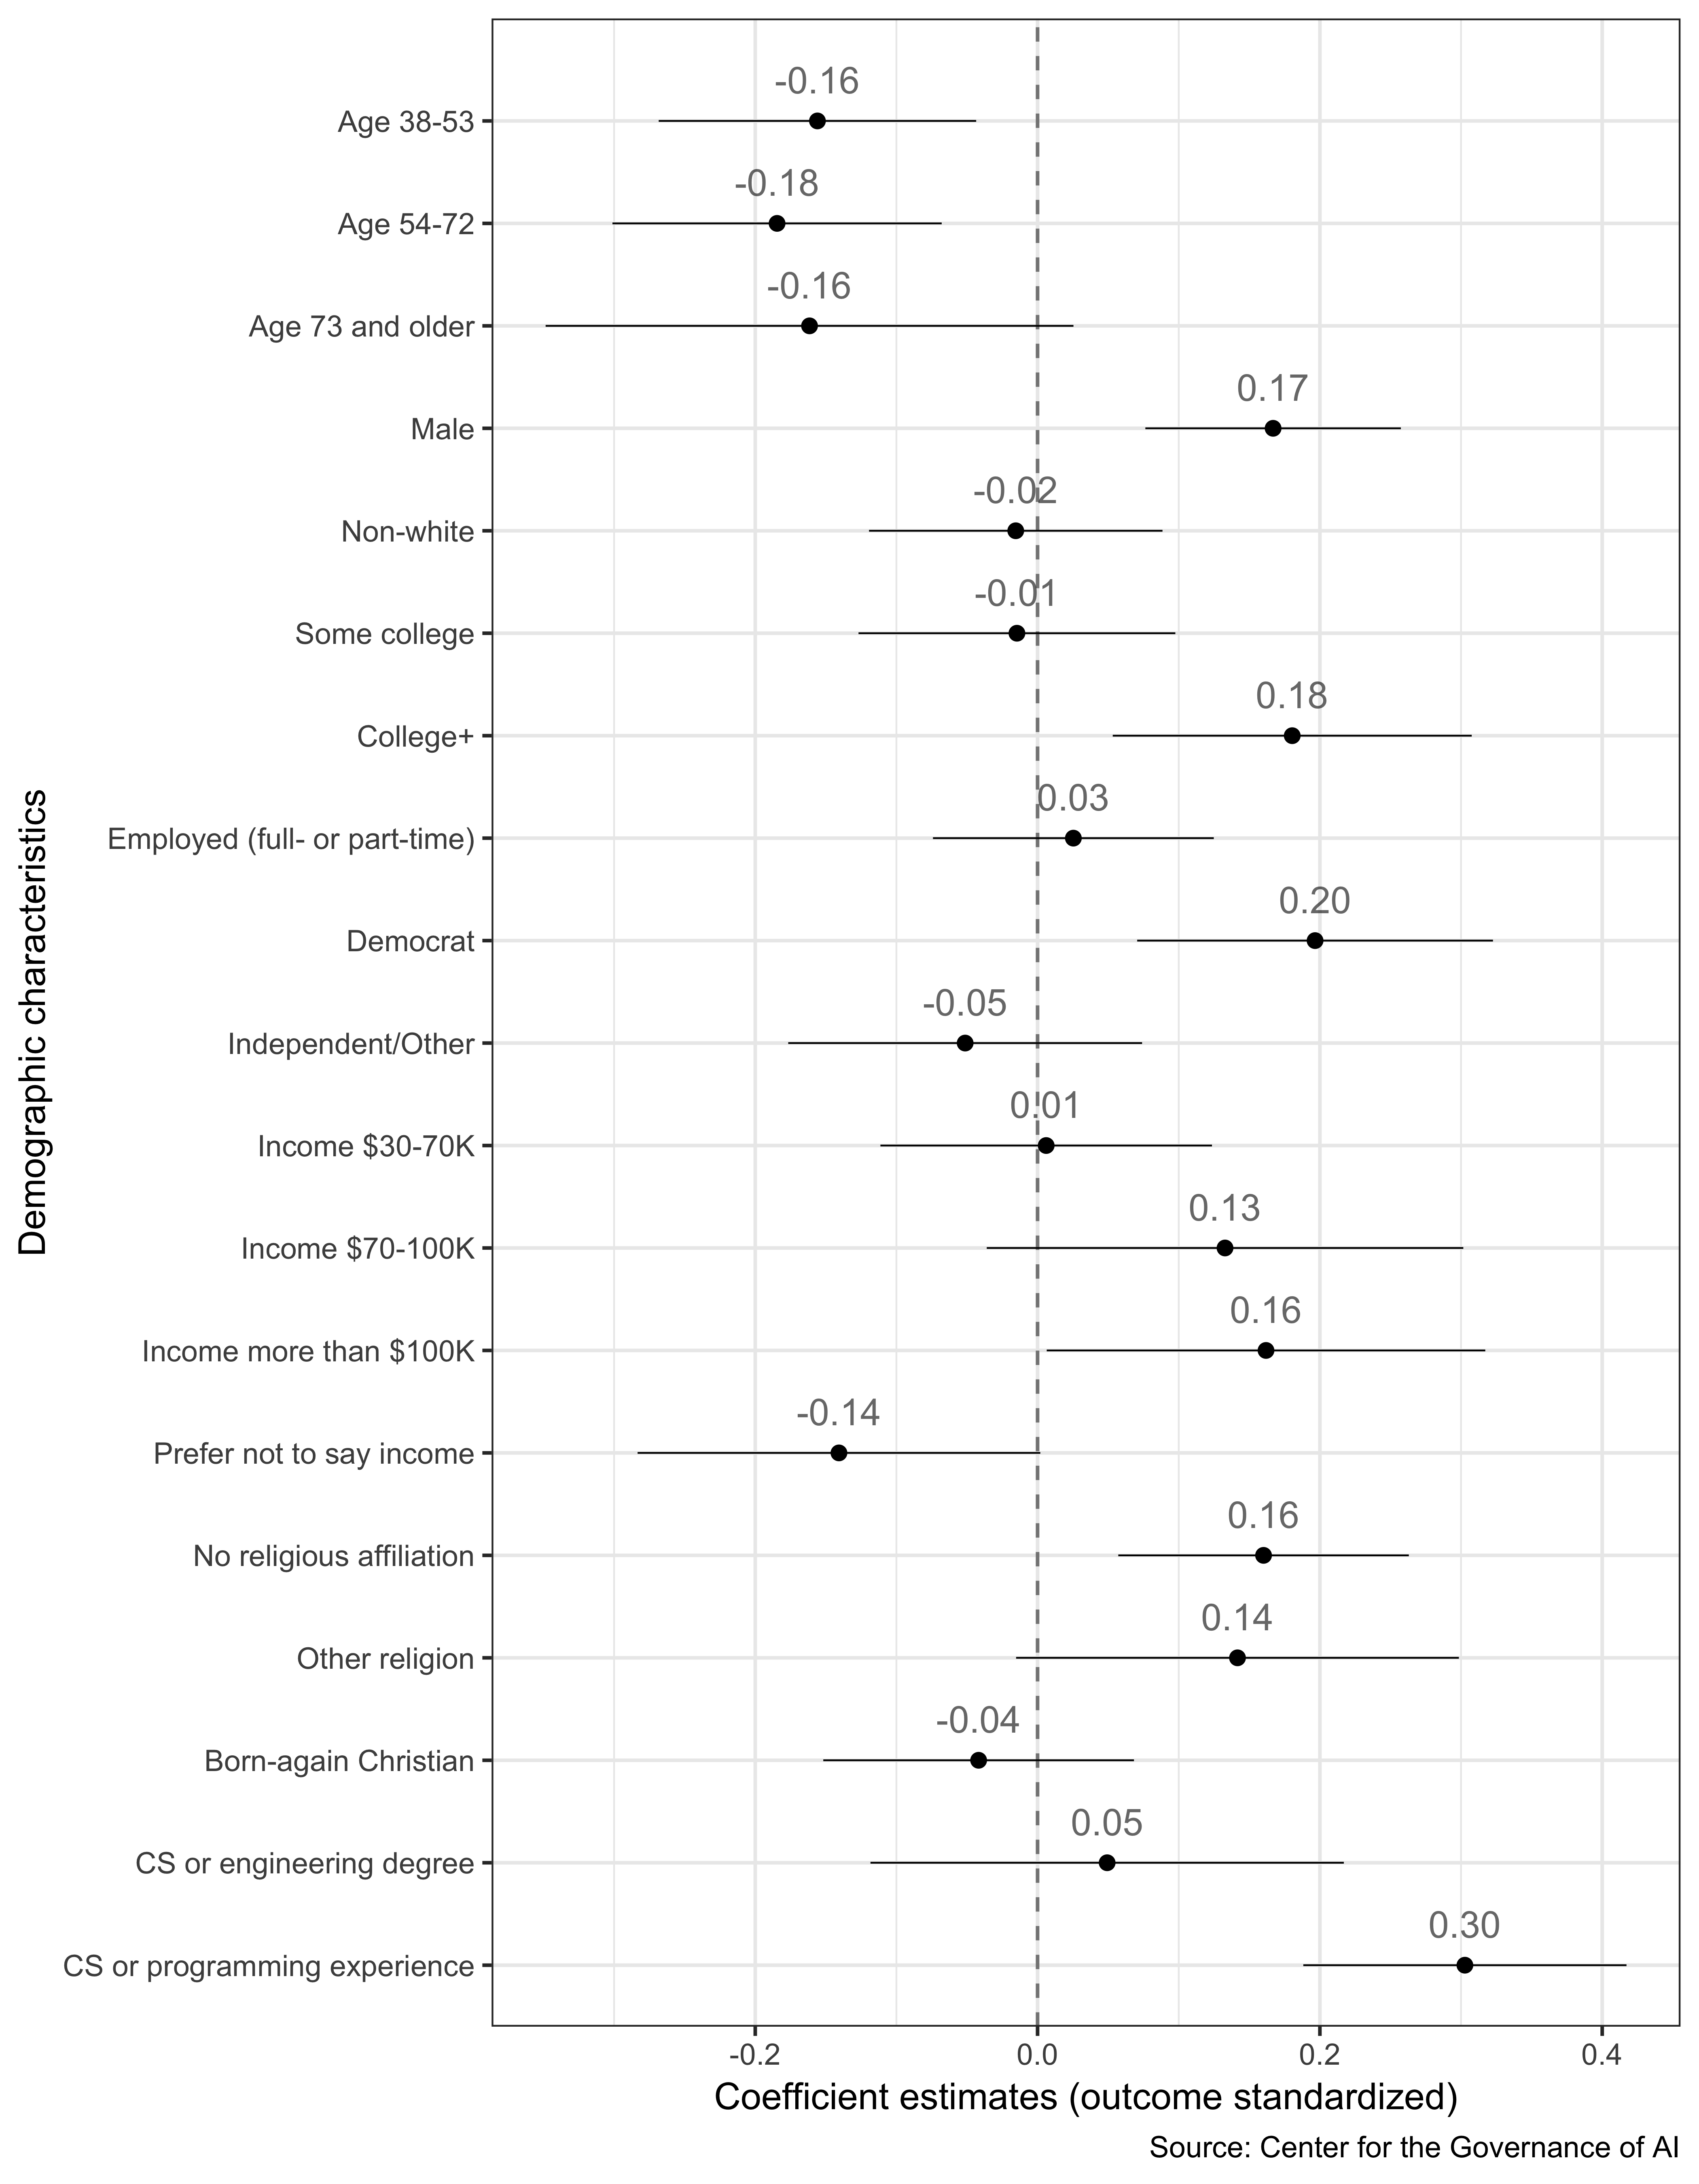 -0.16
Age 38-53
-0.18
Age 54-72
-0.16
Age 73 and older
0.17
Male
-0.02
Non-white
-0.01
Some college
0.18
College+
0.03
Employed (full- or part-time)
0.20
Democrat
-0.05
Independent/Other
0.01
Income $30-70K
0.13
Income $70-100K
0.16
Income more than $100K
-0.14
Prefer not to say income
0.16
No religious affiliation
0.14
Other religion
-0.04
Born-again Christian
0.05
CS or engineering degree
0.30
CS or programming experience
Demographic characteristics
-0.2 0.0 0.2 0.4
Coefficient estimates (outcome standardized)
Source: Center for the Governance of AI